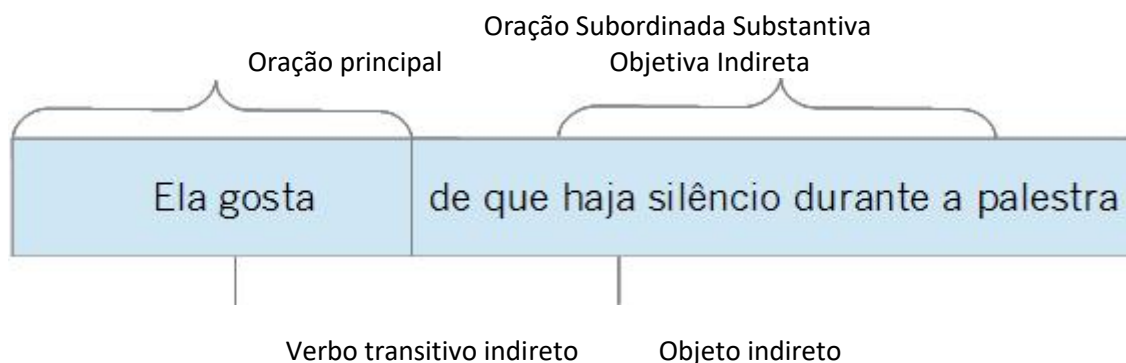 Oração Subordinada Substantiva
Oração principal Objetiva Indireta
Ela gosta de que haja silêncio durante a palestra
Verbo transitivo indireto Objeto indireto